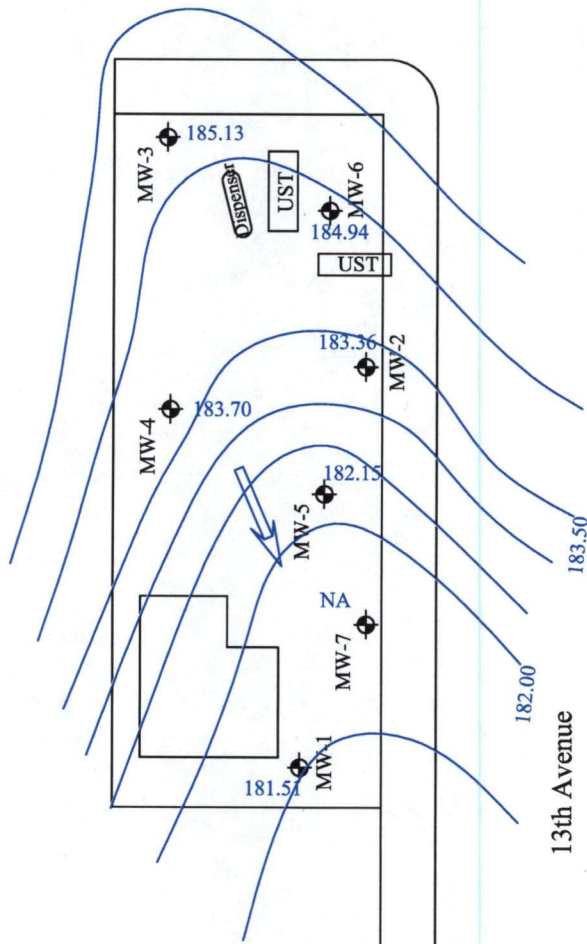 MW-3
185.13
Dispenser
UST
MW-6
184.94
UST
183.36
MW-2
MW-4
183.70
182.15
MW-5
183.50
NA
MW-7
182.00
181.51
MW-1
13th Avenue